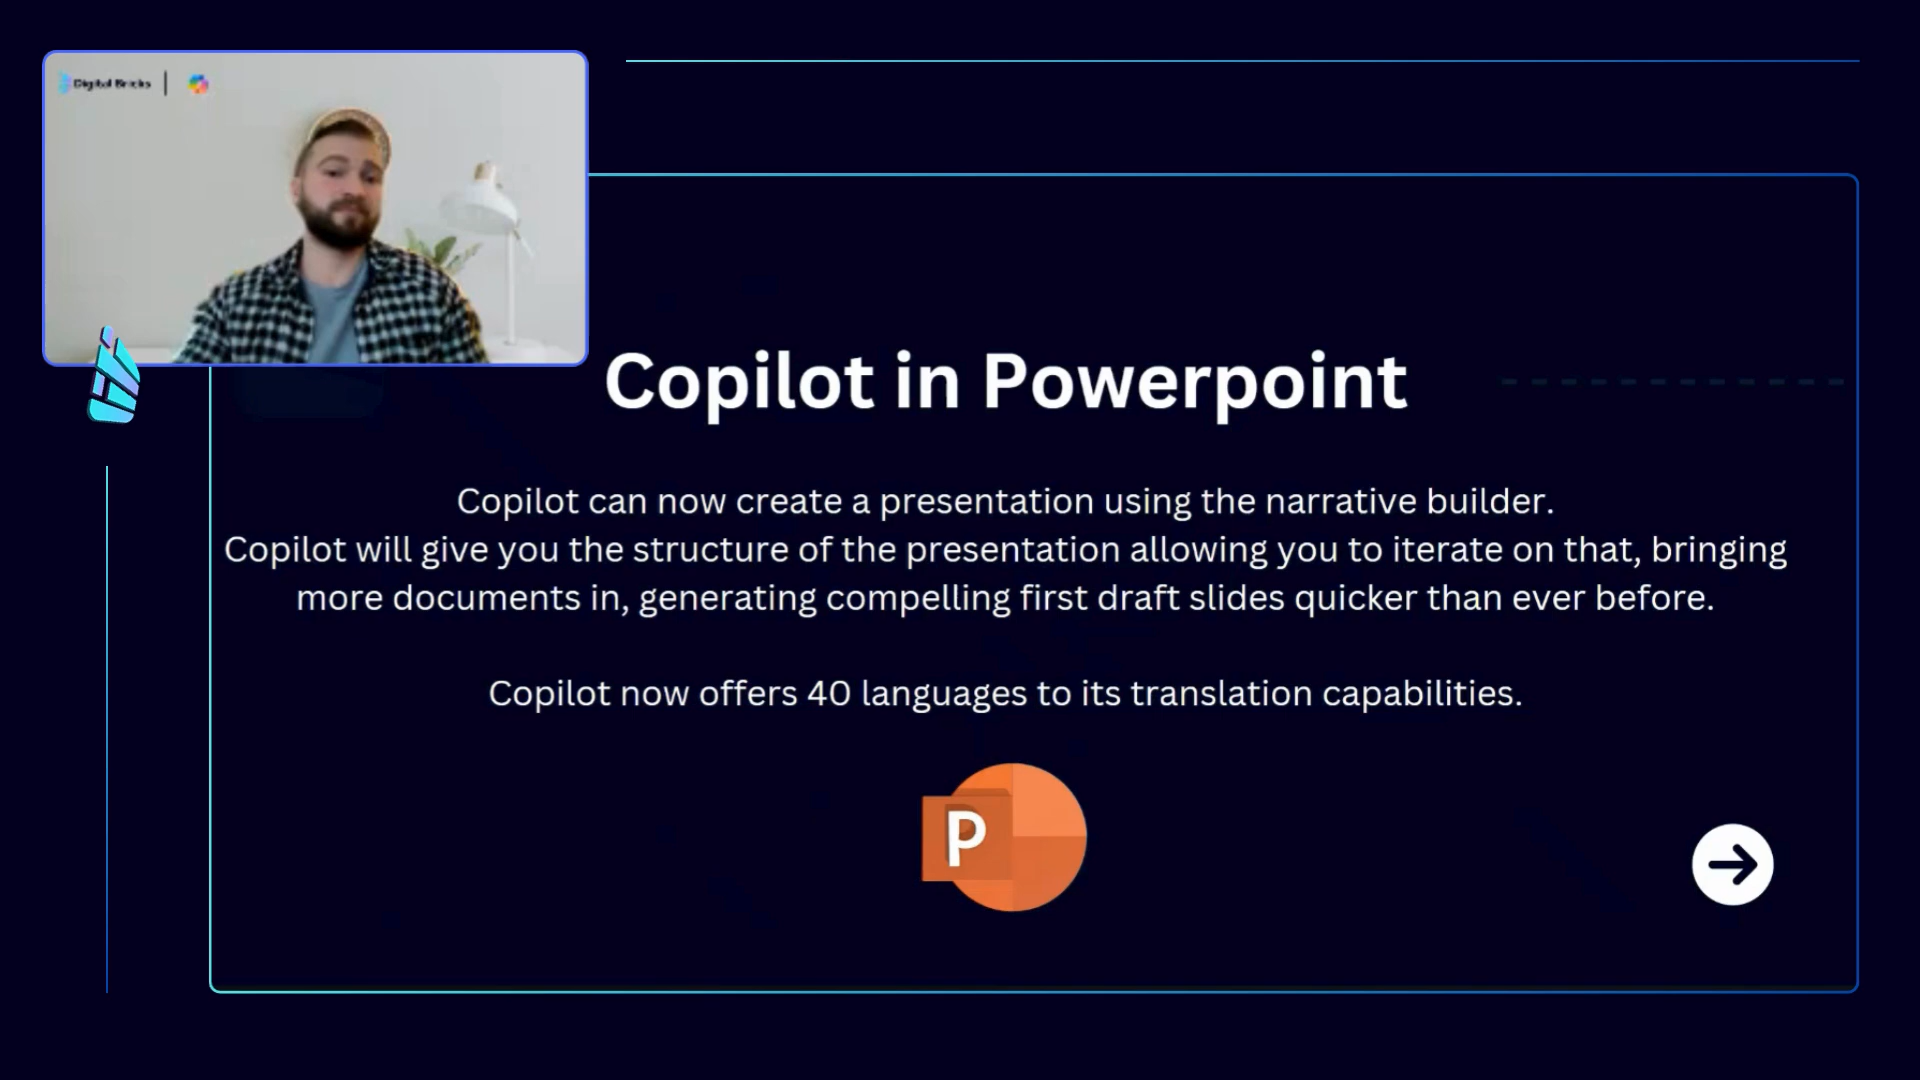 Digital Bricks
Copilot in Powerpoint
Copilot can now create a presentation using the narrative builder.
Copilot will give you the structure of the presentation allowing you to iterate on that, bringing
more documents in, generating compelling first draft slides quicker than ever before.
Copilot now offers 40 languages to its translation capabilities.
P